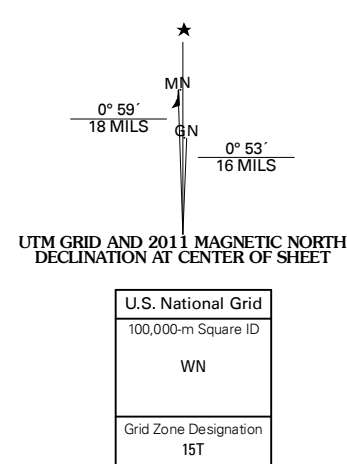 MN
0° 59´
18 MILS
GN
0° 53´
16 MILS
UTM GRID AND 2011 MAGNETIC NORTH
DECLINATION AT CENTER OF SHEET
U.S. National Grid
100,000-m Square ID
WN
Grid Zone Designation
15T